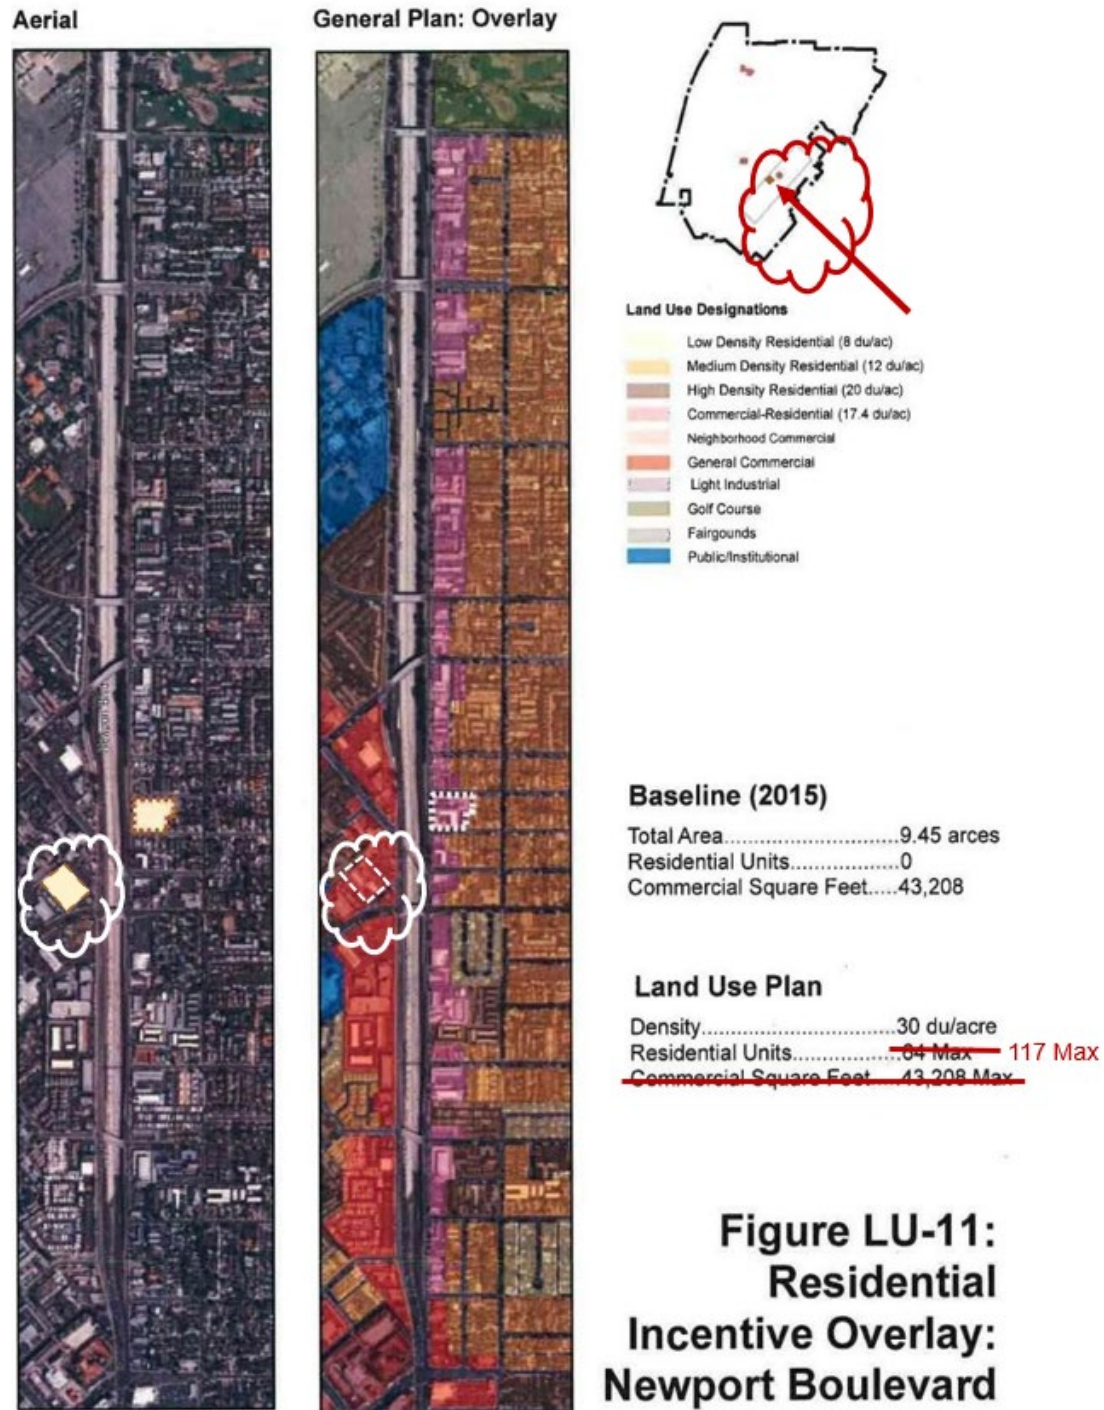 Aerial
General Plan: Overlay
Land Use Designations
Low Density Residential (8 du/ac)
Medium Density Residential (12 du/ac)
High Density Residential (20 du/ac)
Commercial-Residential (17.4 du/ac)
Neighborhood Commercial
General Commercial
Light Industrial
Golf Course
Fairgounds
Public/Institutional
Newport Blvd
Baseline (2015)
Total Area..............................9.45 arces
Residential Units..................0
Commercial Square Feet.....43,208
Land Use Plan
Density................................30 du/acre
Residential Units..................64 Max 117 Max
Commercial Square Feet.....43,208 Max
Figure LU-11:
Residential
Incentive Overlay:
Newport Boulevard